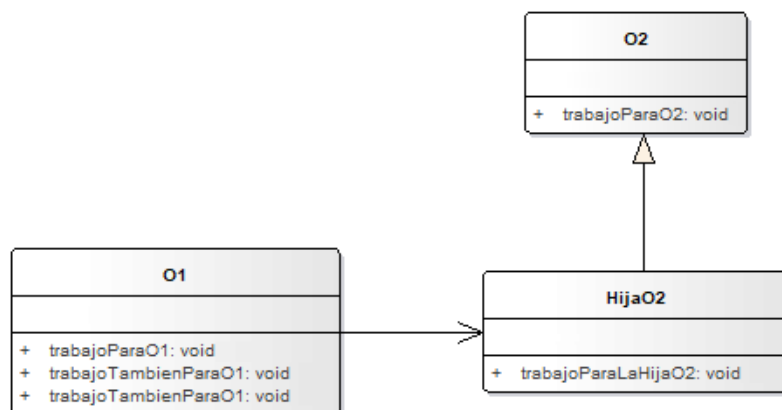 O2
+ trabajoParaO2: void
O1
+ trabajoParaO1: void
+ trabajoTambienParaO1: void
+ trabajoTambienParaO1: void
HijaO2
+ trabajoParaLaHijaO2: void